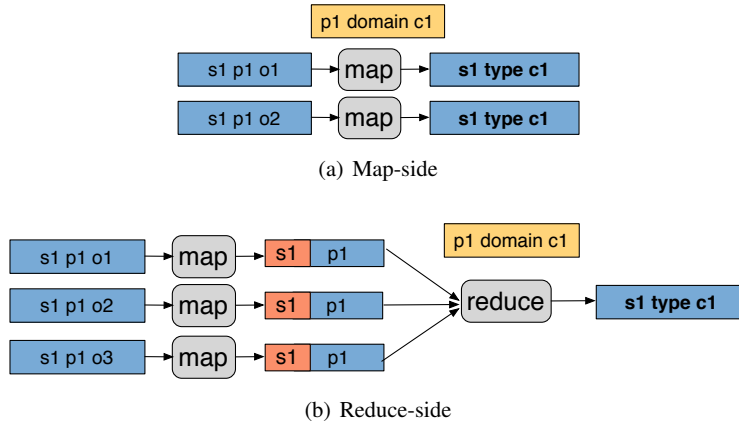 p1 domain c1
s1 p1 o1 map s1 type c1
s1 p1 o2 map s1 type c1
(a) Map-side
p1 domain c1
s1 p1 o1 map s1 p1
s1 p1 o2 map s1 p1 reduce s1 type c1
s1 p1 o3 map s1 p1
(b) Reduce-side